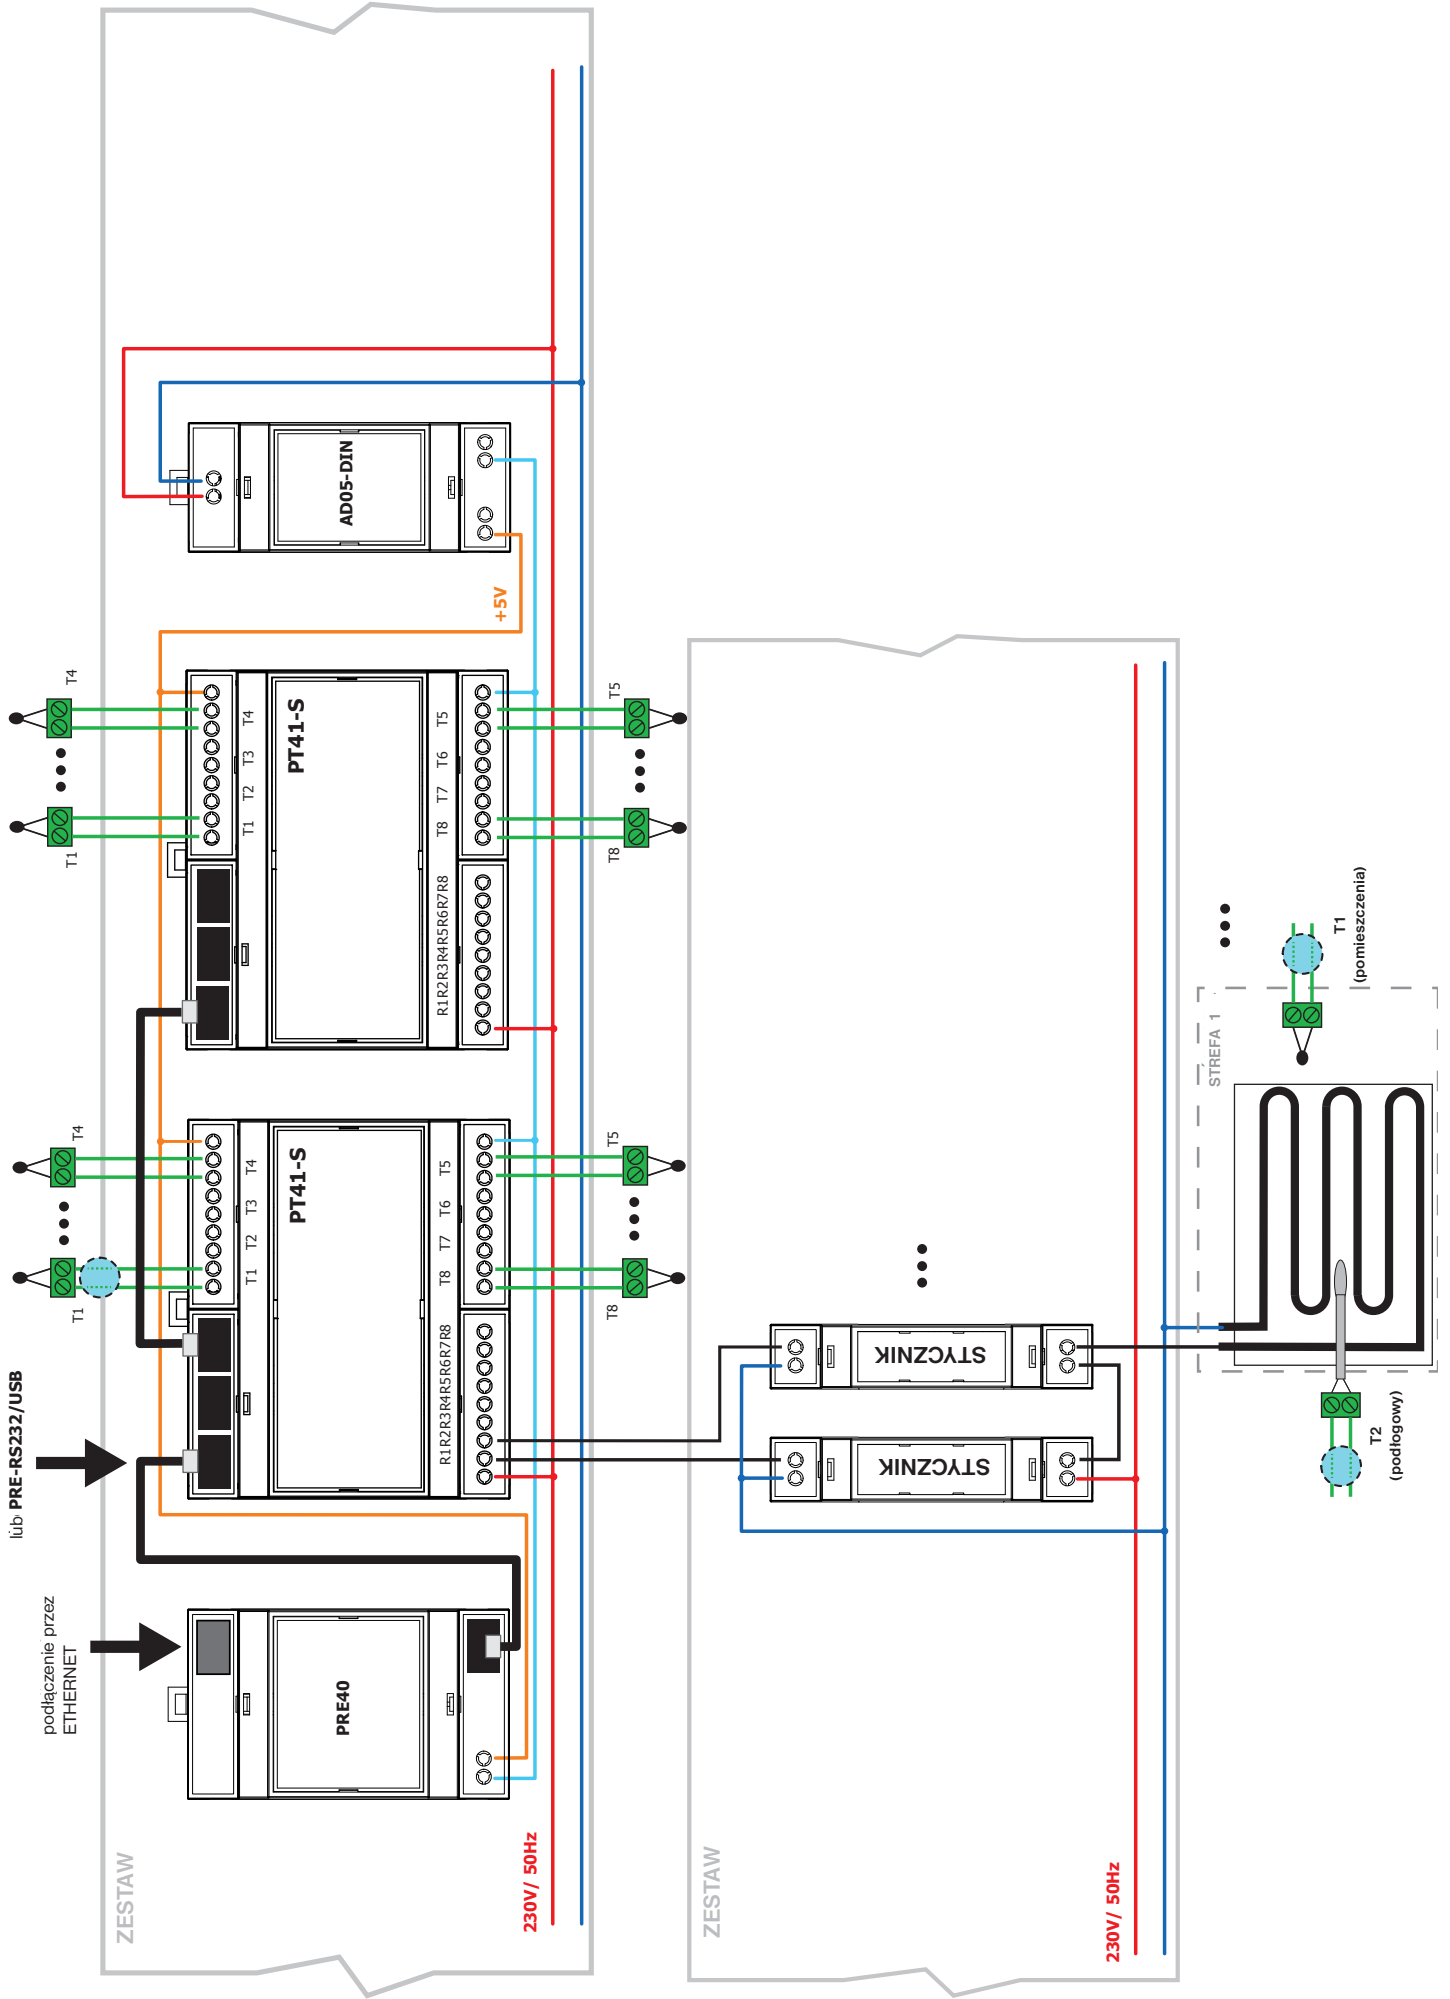 podłączenie przez
ETHERNET
lub PRE-RS232/USB
ZESTAW
T1
T4
T1
T4
PRE40
T1 T2 T3 T4
PT41-S
R1R2R3R4R5R6R7R8
T8 T7 T6 T5
T1 T2 T3 T4
PT41-S
R1R2R3R4R5R6R7R8
T8 T7 T6 T5
AD05-DIN
+5V
230V/ 50Hz
T8
T5
T8
T5
ZESTAW
STYCZNIK
STYCZNIK
230V/ 50Hz
STREFA 1
T1
(pomieszczenia)
T2
(podłogowy)